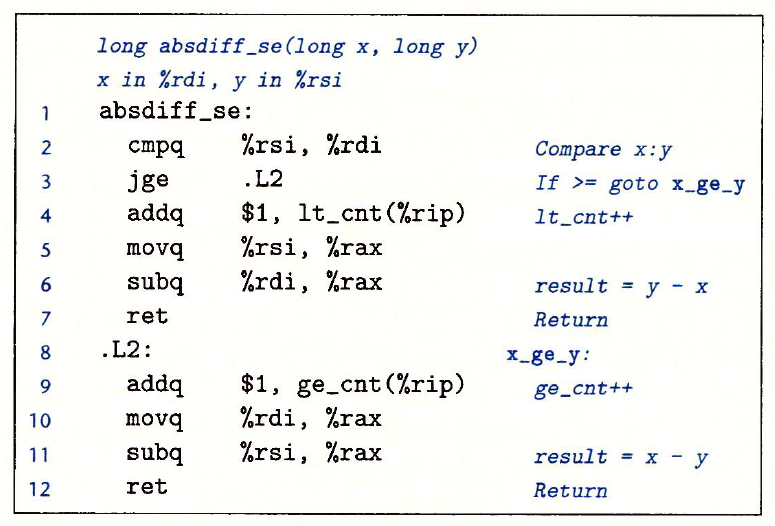 long absdiff_se(long x, long y)
x in %rdi, y in %rsi
1 absdiff_se:
2 cmpq %rsi, %rdi Compare x:y
3 jge .L2 If >= goto x_ge_y
4 addq $1, lt_cnt(%rip) lt_cnt++
5 movq %rsi, %rax
6 subq %rdi, %rax result = y - x
7 ret Return
8 .L2: x_ge_y:
9 addq $1, ge_cnt(%rip) ge_cnt++
10 movq %rdi, %rax
11 subq %rsi, %rax result = x - y
12 ret Return